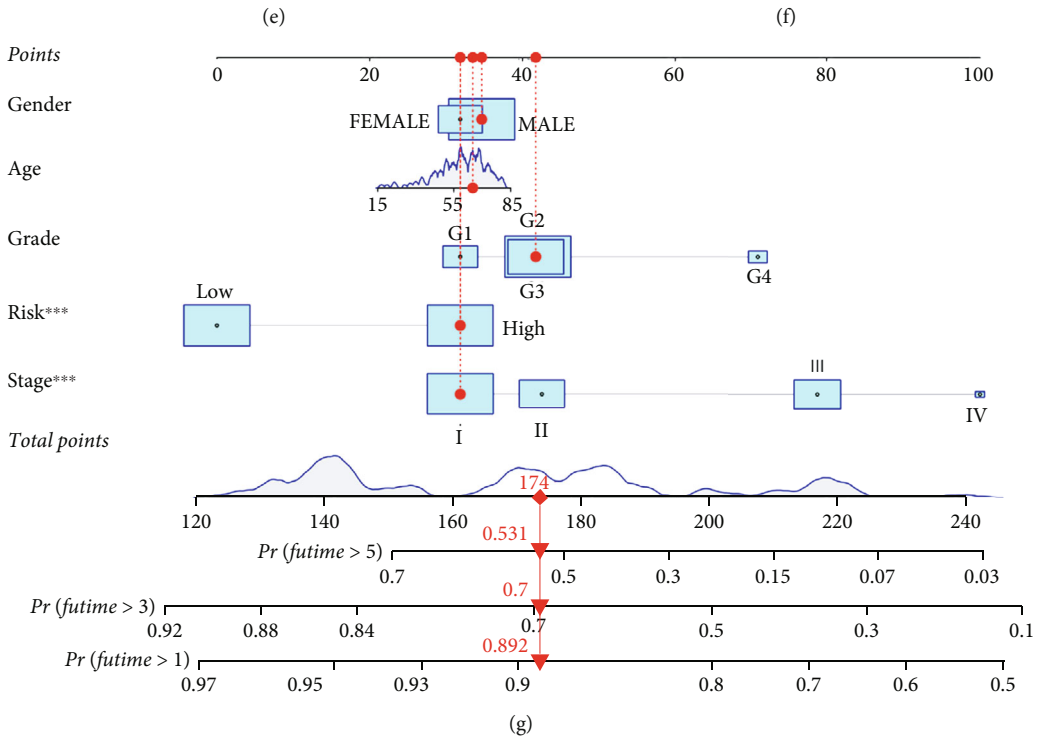 (e) (f)
Points
0 20 40 60 80 100
Gender
FEMALE MALE
Age
15 55 85
Grade
G1 G2
G3 G4
Low
Risk*** High
Stage*** III
I II IV
Total points
174
120 140 160 180 200 220 240
0.531
Pr (futime > 5)
0.7 0.5 0.3 0.15 0.07 0.03
0.7
Pr (futime > 3)
0.92 0.88 0.84 0.7 0.5 0.3 0.1
0.892
Pr (futime > 1)
0.97 0.95 0.93 0.9 0.8 0.7 0.6 0.5
(g)